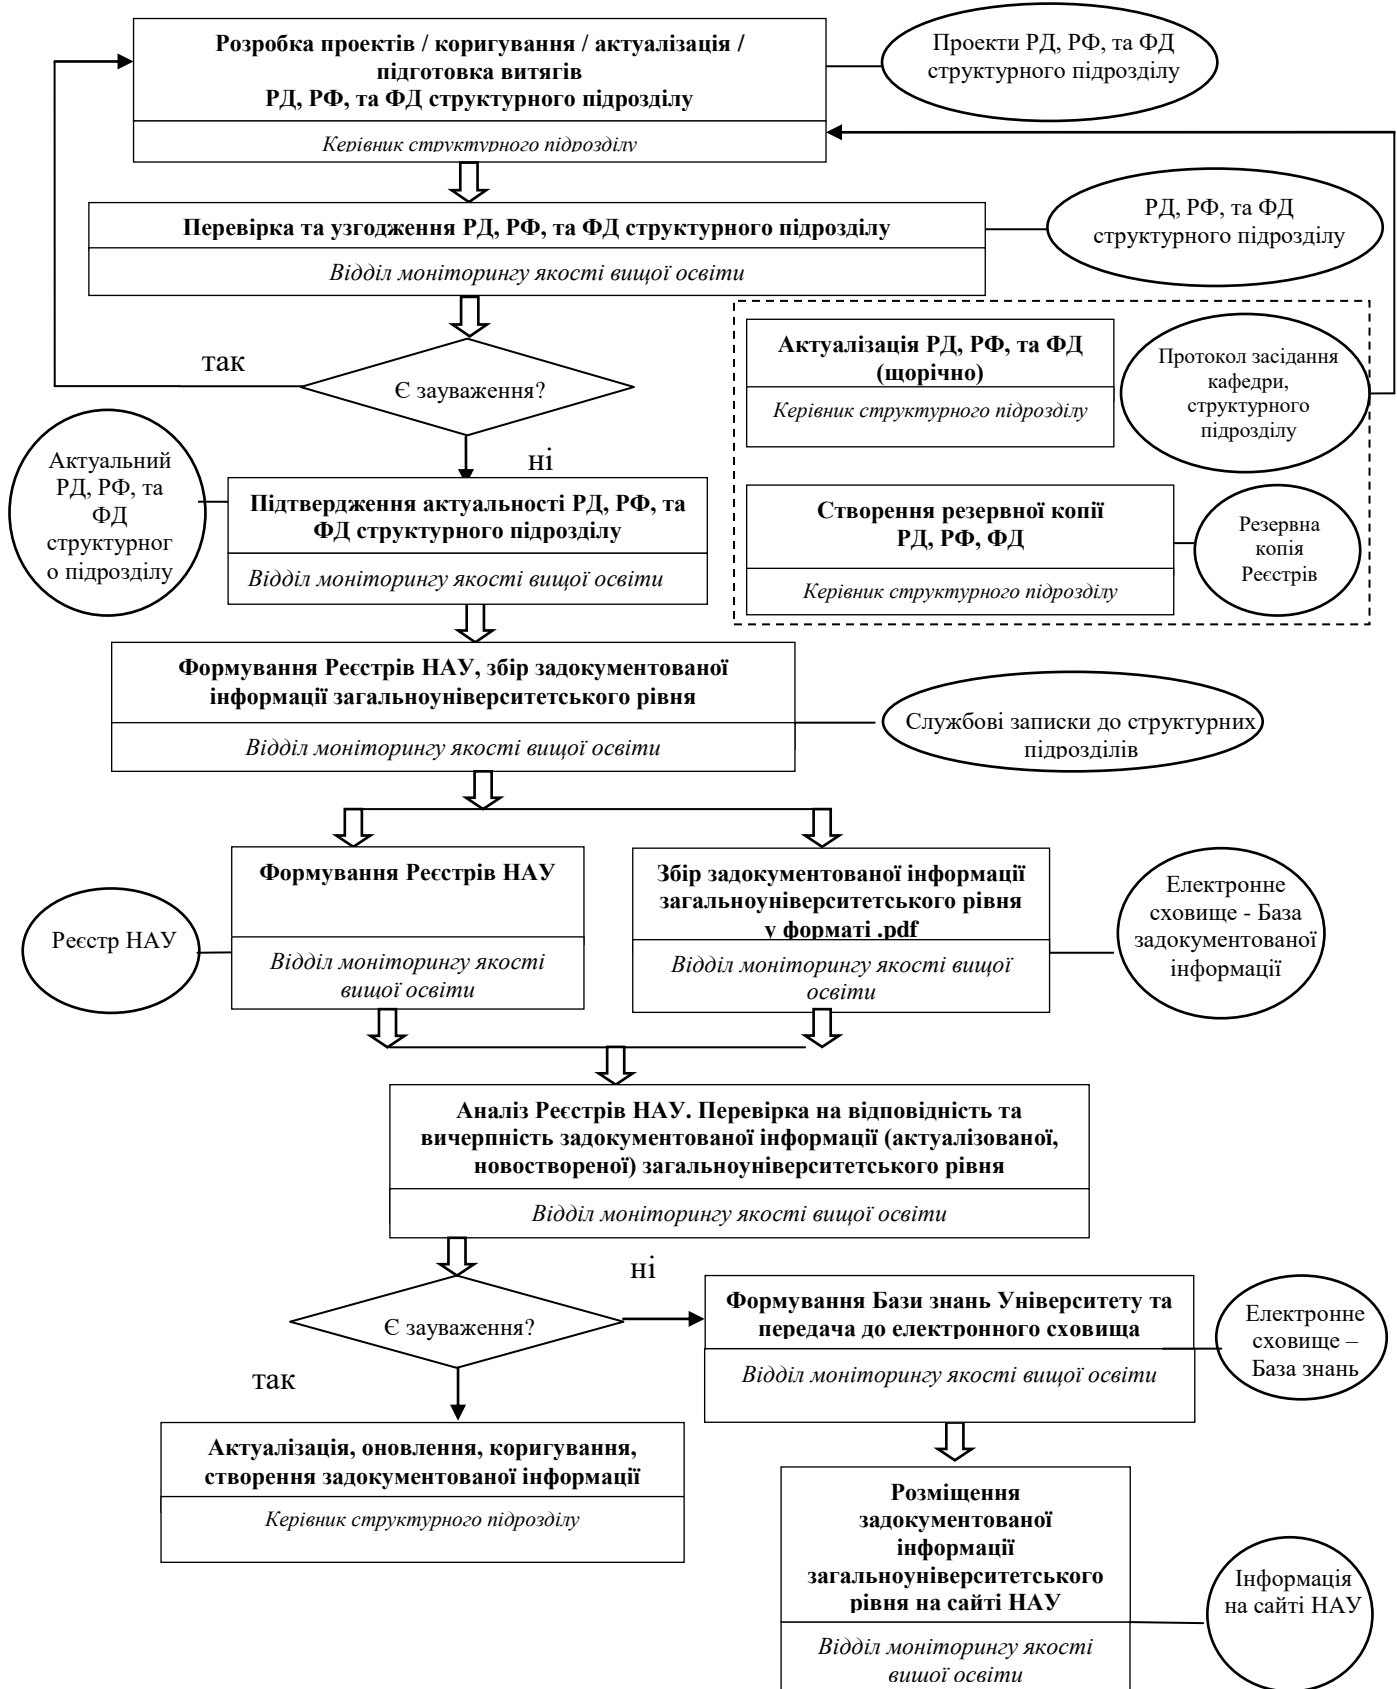 Розробка проектів / коригування / актуалізація /
підготовка витягів
РД, РФ, та ФД структурного підрозділу
Керівник структурного підрозділу
Проекти РД, РФ, та ФД
структурного підрозділу
Перевірка та узгодження РД, РФ, та ФД структурного підрозділу
Відділ моніторингу якості вищої освіти
РД, РФ, та ФД
структурного підрозділу
так
Є зауваження?
ні
Актуалізація РД, РФ, та ФД
(щорічно)
Керівник структурного підрозділу
Протокол засідання
кафедри,
структурного
підрозділу
Актуальний
РД, РФ, та
ФД
структурног
о підрозділу
Підтвердження актуальності РД, РФ, та
ФД структурного підрозділу
Відділ моніторингу якості вищої освіти
Створення резервної копії
РД, РФ, ФД
Керівник структурного підрозділу
Резервна
копія
Реєстрів
Формування Реєстрів НАУ, збір задокументованої
інформації загальноуніверситетського рівня
Відділ моніторингу якості вищої освіти
Службові записки до структурних
підрозділів
Формування Реєстрів НАУ
Відділ моніторингу якості
вищої освіти
Реєстр НАУ
Збір задокументованої інформації
загальноуніверситетського рівня
у форматі .pdf
Відділ моніторингу якості вищої
освіти
Електронне
сховище - База
задокументованої
інформації
Аналіз Реєстрів НАУ. Перевірка на відповідність та
вичерпність задокументованої інформації (актуалізованої,
новоствореної) загальноуніверситетського рівня
Відділ моніторингу якості вищої освіти
ні
Є зауваження?
так
Формування Бази знань Університету та
передача до електронного сховища
Відділ моніторингу якості вищої освіти
Електронне
сховище –
База знань
Актуалізація, оновлення, коригування,
створення задокументованої інформації
Керівник структурного підрозділу
Розміщення
задокументованої
інформації
загальноуніверситетського
рівня на сайті НАУ
Відділ моніторингу якості
вищої освіти
Інформація
на сайті НАУ